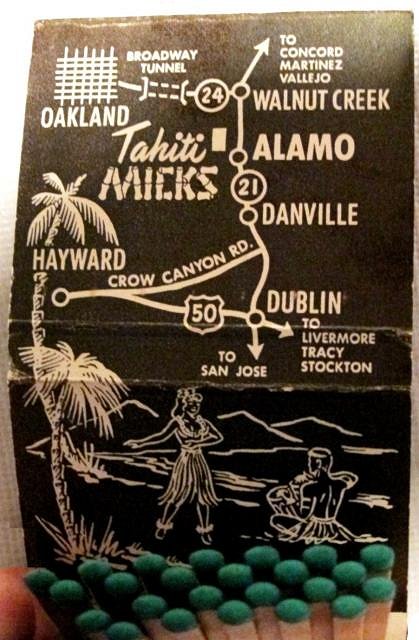 BROADWAY
TUNNEL
TO
CONCORD
MARTINEZ
VALLEJO
OAKLAND
24
WALNUT CREEK
Tahiti
MICKS
ALAMO
21
DANVILLE
HAYWARD
CROW CANYON RD.
50
DUBLIN
TO
LIVERMORE
TRACY
STOCKTON
TO
SAN JOSE